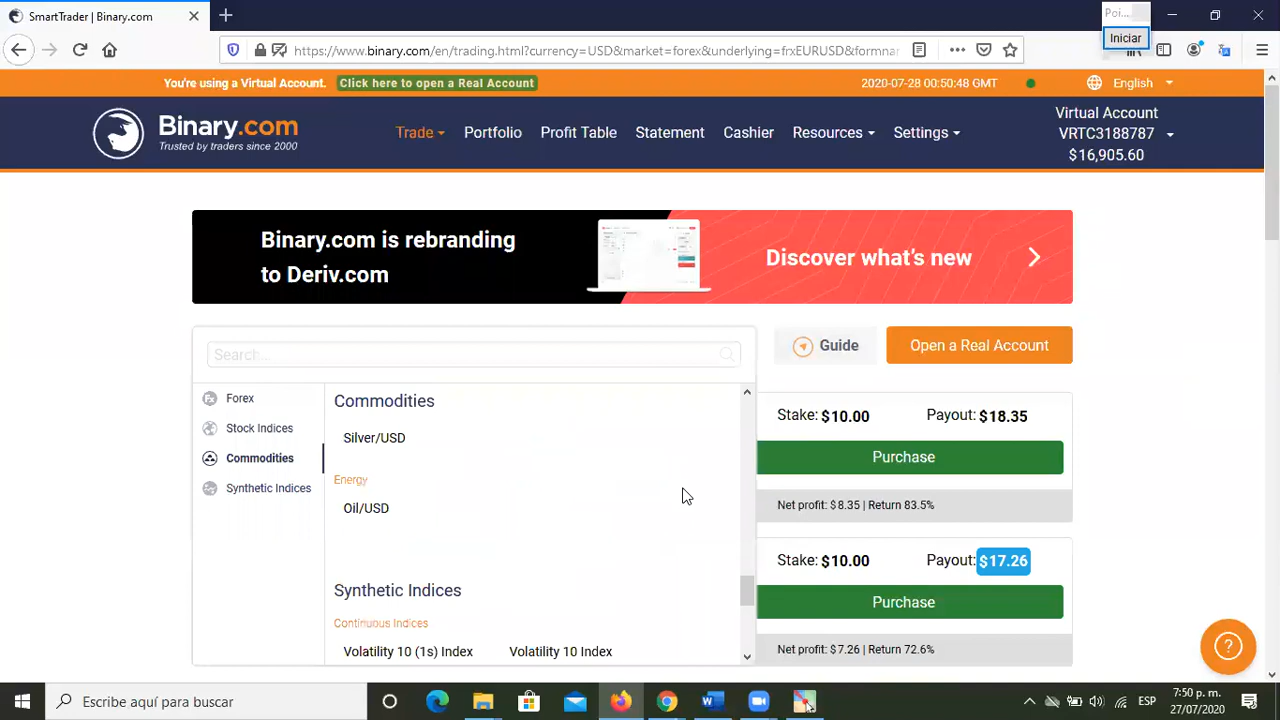 SmartTrader | Binary.com
Poi...
Iniciar
https://www.binary.com/en/trading.html?currency=USD&market=forex&underlying=frxEURUSD&formnar
You're using a Virtual Account. Click here to open a Real Account
2020-07-28 00:50:48 GMT
English
Binary.com
Trusted by traders since 2000
Trade Portfolio Profit Table Statement Cashier Resources Settings
Virtual Account
VRTC3188787
$16,905.60
Binary.com is rebranding
to Deriv.com
Discover what's new
Search...
Guide
Open a Real Account
Forex
Stock Indices
Commodities
Synthetic Indices
Commodities
Silver/USD
Energy
Oil/USD
Synthetic Indices
Continuous Indices
Volatility 10 (1s) Index Volatility 10 Index
Stake: $10.00 Payout: $18.35
Purchase
Net profit: $8.35 | Return 83.5%
Stake: $10.00 Payout: $17.26
Purchase
Net profit: $7.26 | Return 72.6%
Escribe aquí para buscar
ESP
7:50 p. m.
27/07/2020